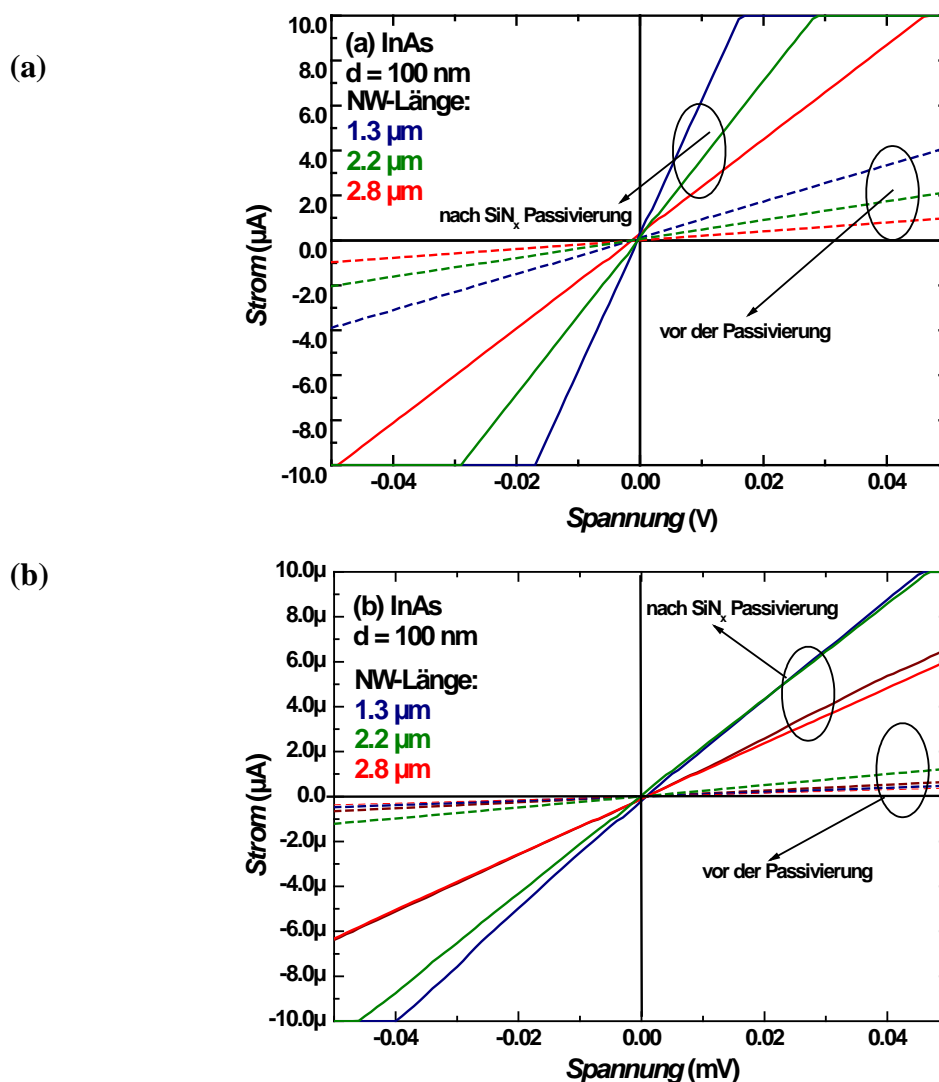 (a)
10.0
8.0
6.0
4.0
2.0
0.0
-2.0
-4.0
-6.0
-8.0
-10.0
Strom (µA)
(a) InAs
d = 100 nm
NW-Länge:
1.3 µm
2.2 µm
2.8 µm
nach SiNx Passivierung
vor der Passivierung
-0.04 -0.02 0.00 0.02 0.04
Spannung (V)
(b)
10.0µ
8.0µ
6.0µ
4.0µ
2.0µ
0.0
-2.0µ
-4.0µ
-6.0µ
-8.0µ
-10.0µ
Strom (µA)
(b) InAs
d = 100 nm
NW-Länge:
1.3 µm
2.2 µm
2.8 µm
nach SiNx Passivierung
vor der Passivierung
-0.04 -0.02 0.00 0.02 0.04
Spannung (mV)